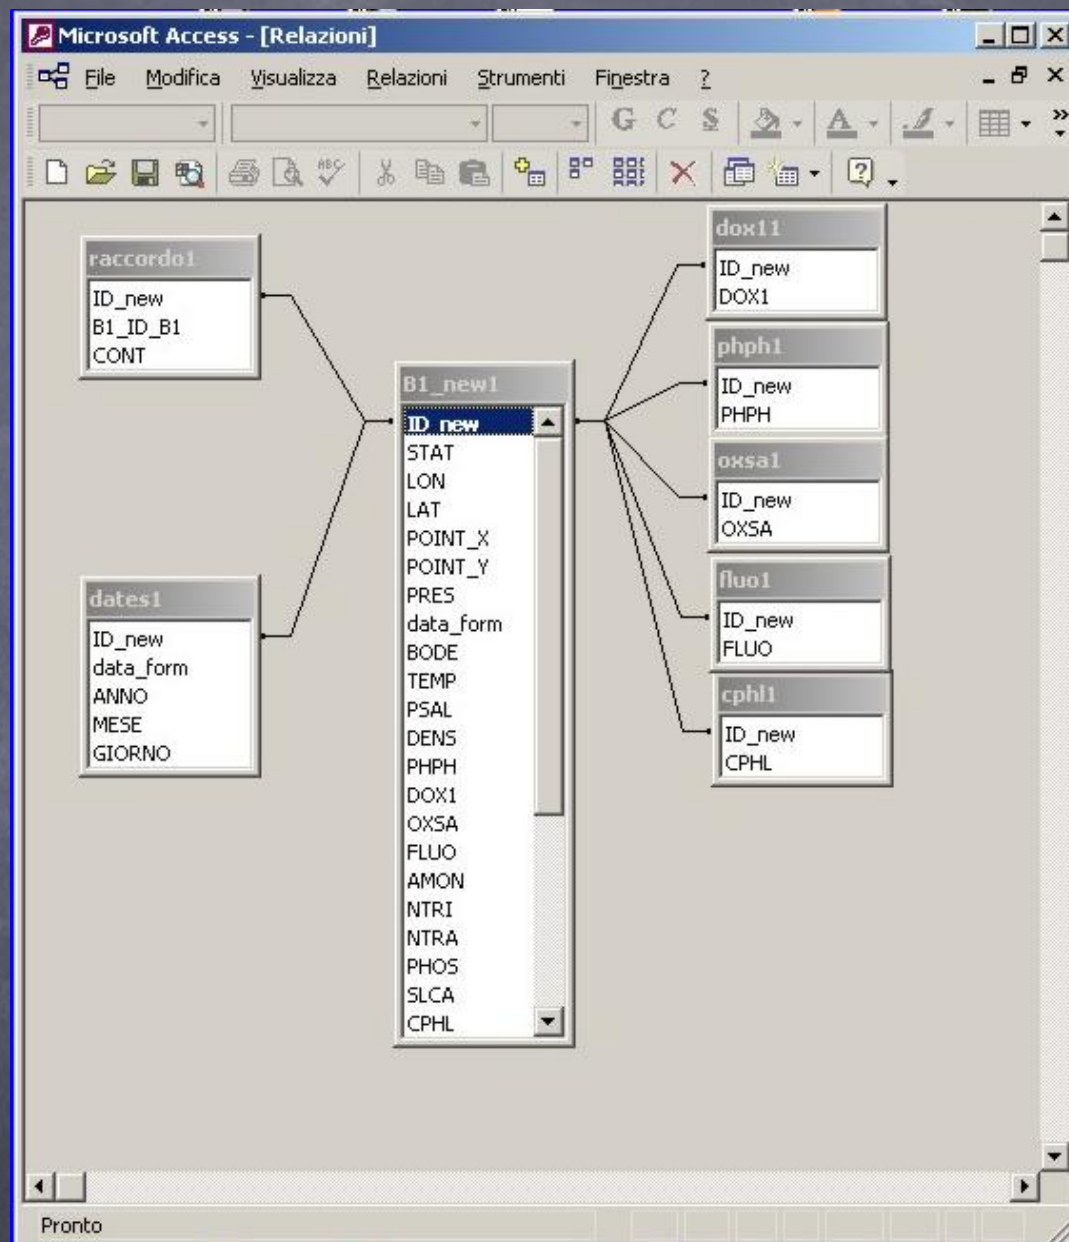 Microsoft Access - [Relazioni]
File Modifica Visualizza Relazioni Strumenti Finestra ?
G C S A
ABC
raccordo1
ID_new
B1_ID_B1
CONT
dates1
ID_new
data_form
ANNO
MESE
GIORNO
B1_new1
ID_new
STAT
LON
LAT
POINT_X
POINT_Y
PRES
data_form
BODE
TEMP
PSAL
DENS
PHPH
DOX1
OXSA
FLUO
AMON
NTRI
NTRA
PHOS
SLCA
CPHL
dox11
ID_new
DOX1
phph1
ID_new
PHPH
oxsa1
ID_new
OXSA
fluo1
ID_new
FLUO
cphl1
ID_new
CPHL
Pronto